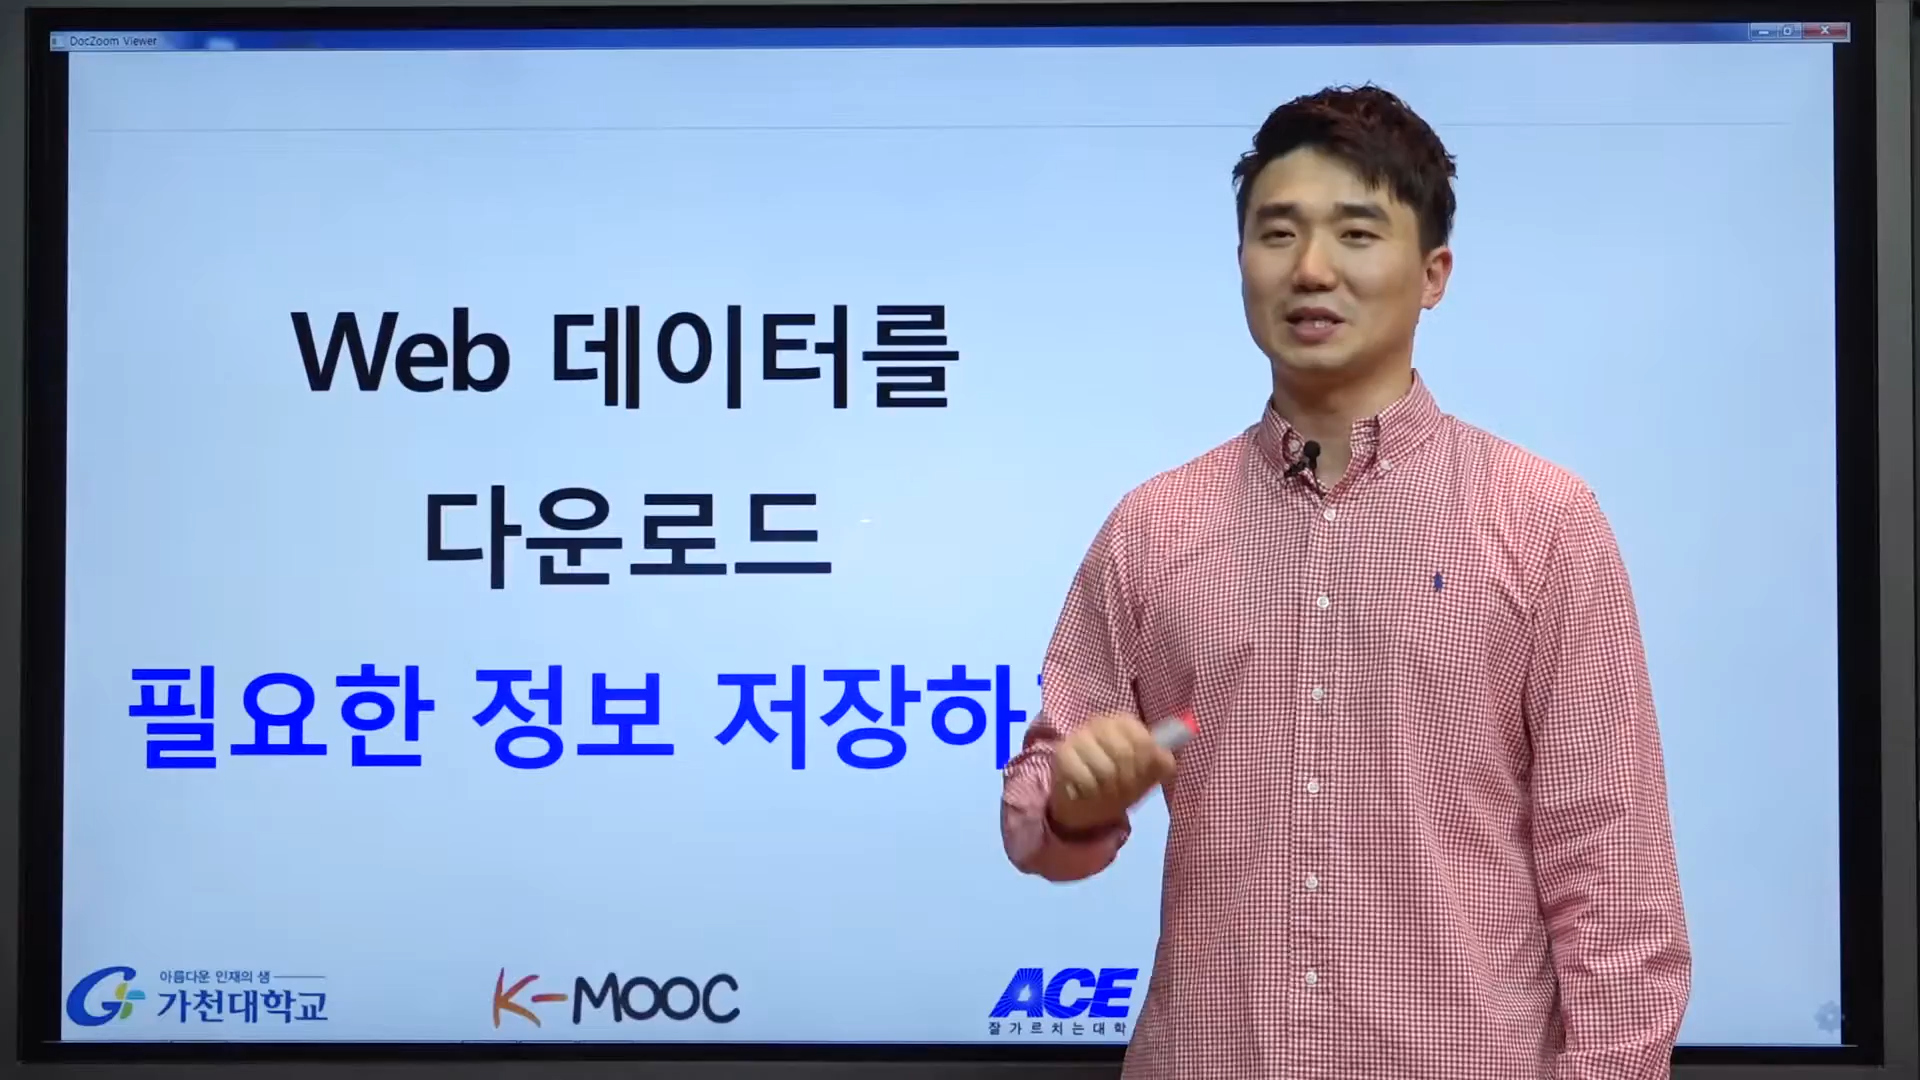 DocZoom Viewer
Web 데이터를
다운로드
필요한 정보 저장하
아름다운 인재의 샘
가천대학교
K-MOOC
ACE
잘가르치는대학